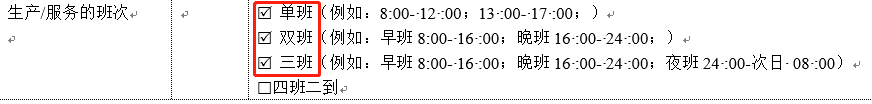 生产/服务的班次 ☑ 单班（例如：8:00-12:00；13:00-17:00；）
☑ 双班（例如：早班 8:00-16:00；晚班 16:00-24:00；）
☑ 三班（例如：早班 8:00-16:00；晚班 16:00-24:00；夜班 24:00-次日 08:00）
☐四班二到